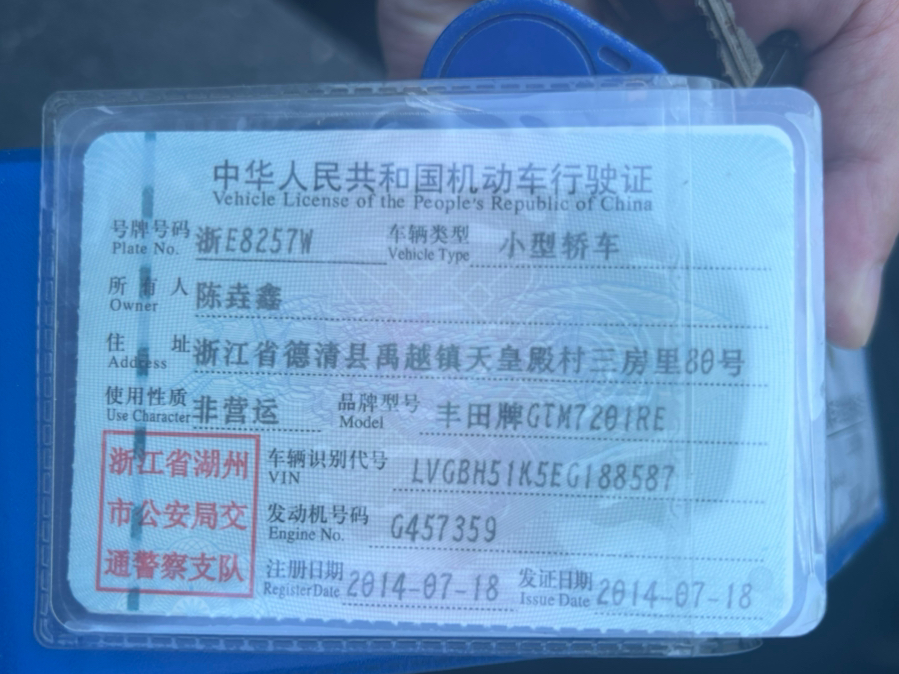 中华人民共和国机动车行驶证
Vehicle License of the People's Republic of China
号牌号码 浙E8257W 车辆类型 小型轿车
Plate No. Vehicle Type
所有人 陈垚鑫
Owner
住址 浙江省德清县禹越镇天皇殿村三房里80号
Address
使用性质 非营运 品牌型号 丰田牌GTM7201RE
Use Character Model
浙江省湖州
市公安局交
通警察支队
车辆识别代号 LVGBH51K5EG188587
VIN
发动机号码 G457359
Engine No.
注册日期 2014-07-18 发证日期 2014-07-18
Register Date Issue Date